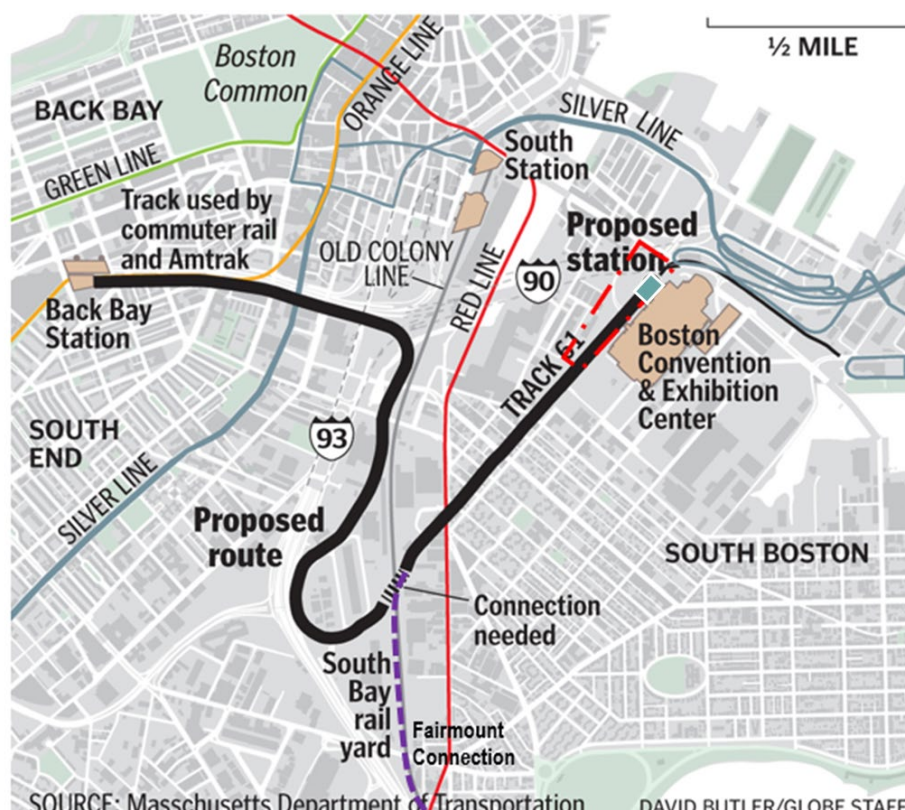 ½ MILE
Boston
Common
ORANGE LINE
BACK BAY
SILVER LINE
GREEN LINE
South
Station
Track used by
commuter rail
and Amtrak
Proposed
station
OLD COLONY
LINE
RED LINE
90
Back Bay
Station
TRACK 61
Boston
Convention
& Exhibition
Center
93
SOUTH
END
SILVER LINE
Proposed
route
SOUTH BOSTON
Connection
needed
South
Bay
rail
yard
Fairmount
Connection
SOURCE: Masschusetts Department of Transportation
DAVID BUTLER/GLOBE STAFF